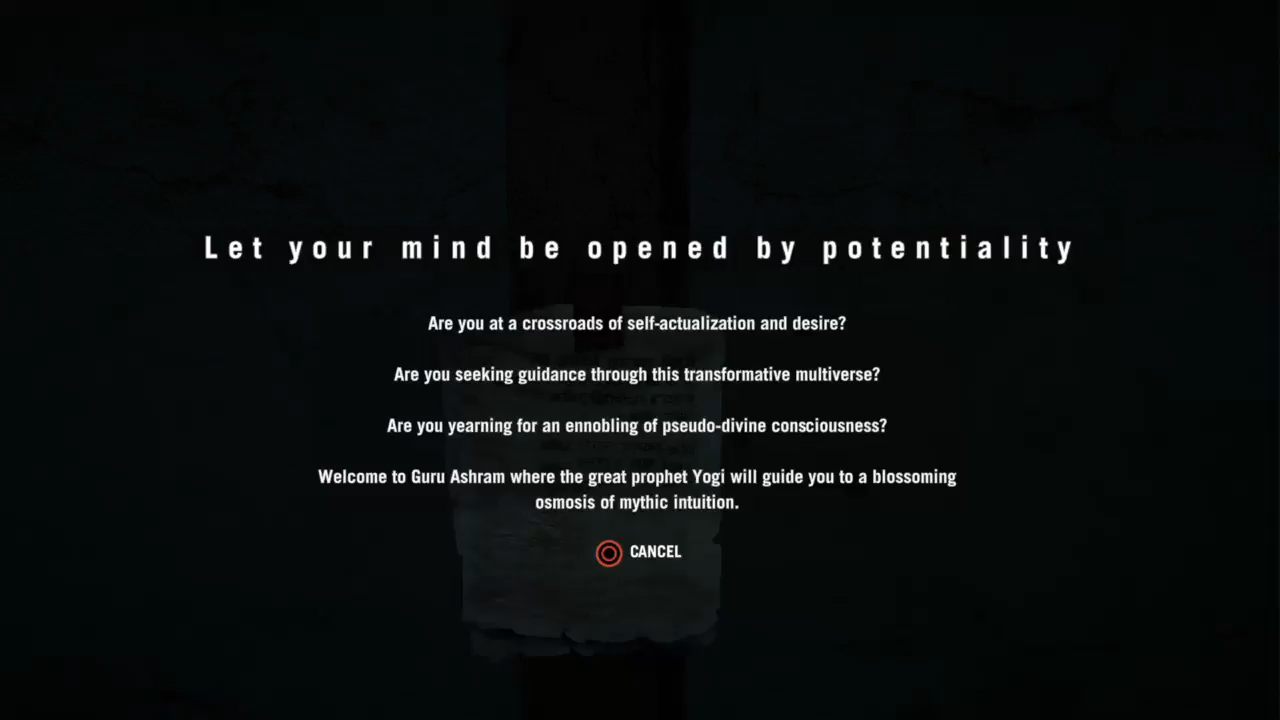 Let your mind be opened by potentiality
Are you at a crossroads of self-actualization and desire?
Are you seeking guidance through this transformative multiverse?
Are you yearning for an ennobling of pseudo-divine consciousness?
Welcome to Guru Ashram where the great prophet Yogi will guide you to a blossoming
osmosis of mythic intuition.
CANCEL